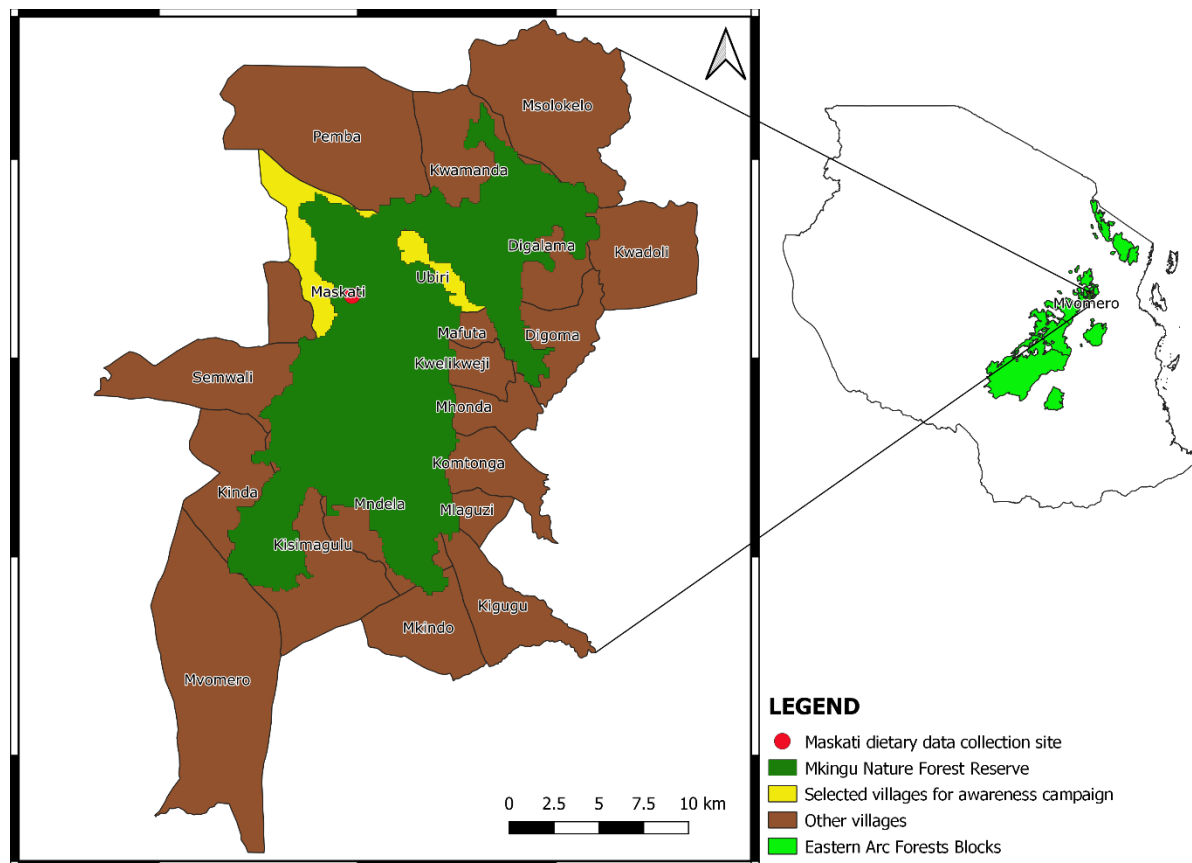 Msolokelo
Pemba
Kwamanda
Digalama
Kwadoli
Ubiri
Maskati
Mafuta
Digoma
Kwelikweji
Semwali
Mhonda
Komtonga
Kinda
Mndela
Mlaguzi
Kisimagulu
Kigugu
Mkindo
Mvomero
0 2.5 5 7.5 10 km
Mvomero
LEGEND
Maskati dietary data collection site
Mkingu Nature Forest Reserve
Selected villages for awareness campaign
Other villages
Eastern Arc Forests Blocks